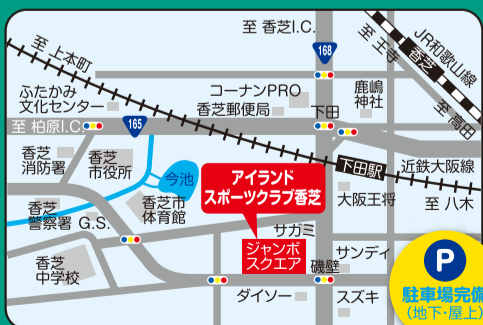 至 香芝I.C.
168
JR和歌山線
至 王寺
香芝
至 高田
至 上本町
ふたかみ
文化センター
コーナンPRO
香芝郵便局
下田
鹿嶋
神社
至 柏原I.C.
165
香芝
消防署
香芝
市役所
今池
アイランド
スポーツクラブ香芝
下田駅
近鉄大阪線
大阪王将
至 八木
香芝
警察署
G.S.
香芝市
体育館
サガミ
ジャンボ
スクエア
サンディ
磯壁
香芝
中学校
ダイソー
スズキ
P
駐車場完備
(地下・屋上)